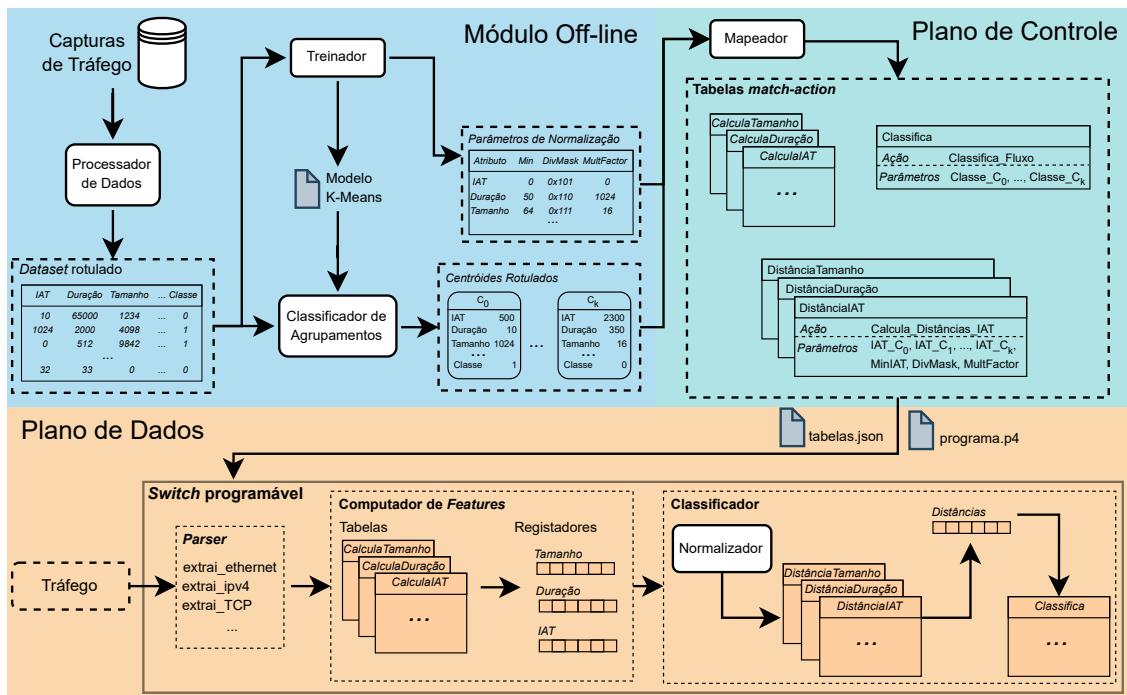 Módulo Off-line
Capturas
de Tráfego
Processador
de Dados
Dataset rotulado
IAT Duração Tamanho ... Classe
10 65000 1234 ... 0
1024 2000 4098 ... 1
0 512 9842 ... 1
...
32 33 0 ... 0
Treinador
Modelo
K-Means
Classificador de
Agrupamentos
Parâmetros de Normalização
Atributo Min DivMask MultFactor
IAT 0 0x101 0
Duração 50 0x110 1024
Tamanho 64 0x111 16
...
Centróides Rotulados
C0
IAT 500
Duração 10
Tamanho 1024
...
Classe 1
...
Ck
IAT 2300
Duração 350
Tamanho 16
...
Classe 0
Plano de Controle
Mapeador
Tabelas match-action
CalculaTamanho
CalculaDuração
CalculaIAT
...
Classifica
Ação Classifica_Fluxo
Parâmetros Classe_C0, ..., Classe_Ck
DistânciaTamanho
DistânciaDuração
DistânciaIAT
Ação Calcula_Distâncias_IAT
Parâmetros IAT_C0, IAT_C1, ..., IAT_Ck,
MinIAT, DivMask, MultFactor
Plano de Dados
tabelas.json
programa.p4
Switch programável
Tráfego
Parser
extrai_ethernet
extrai_ipv4
extrai_TCP
...
Computador de Features
Tabelas
CalculaTamanho
CalculaDuração
CalculaIAT
...
Registadores
Tamanho
Duração
IAT
Classificador
Normalizador
DistânciaTamanho
DistânciaDuração
DistânciaIAT
...
Distâncias
Classifica
...